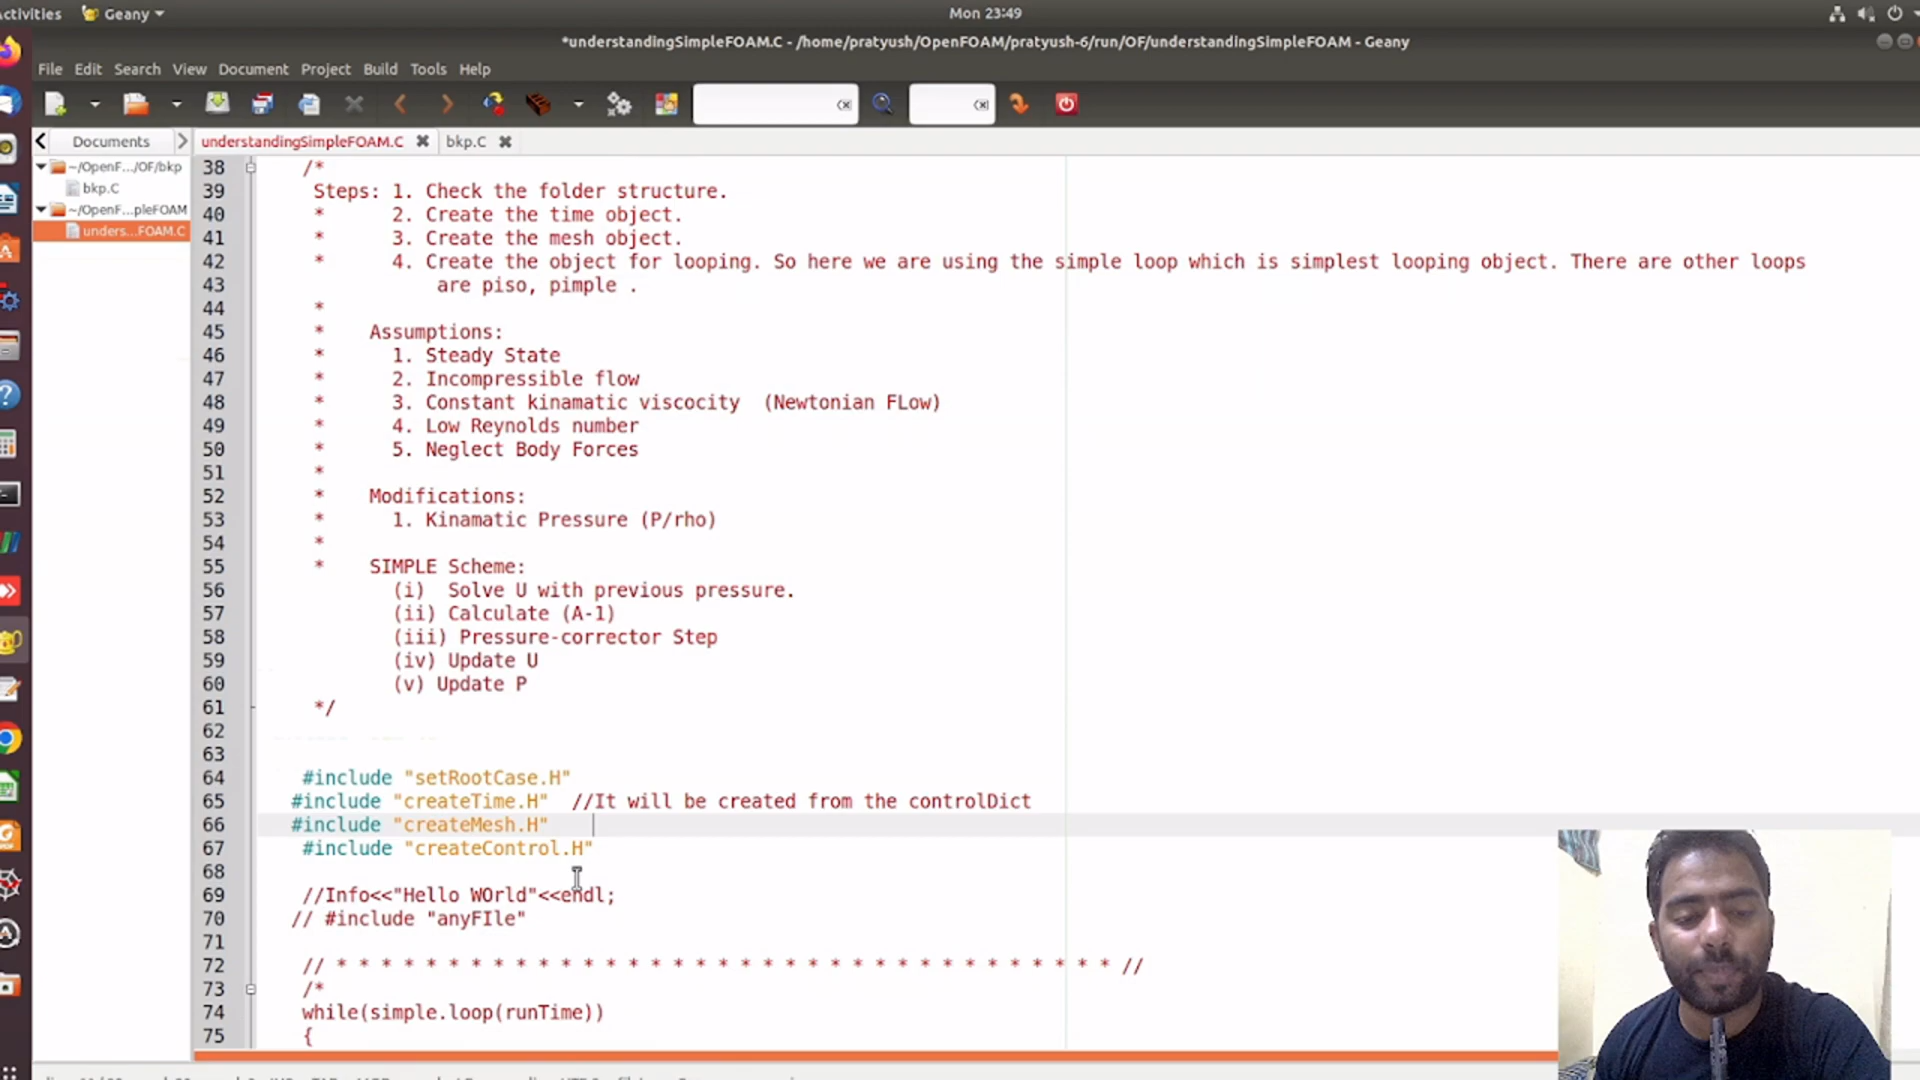 Activities Geany Mon 23:49
*understandingSimpleFOAM.C - /home/pratyush/OpenFOAM/pratyush-6/run/OF/understandingSimpleFOAM - Geany
File Edit Search View Document Project Build Tools Help
Documents understandingSimpleFOAM.C bkp.C
~/OpenF.../OF/bkp
bkp.C
~/OpenF...pleFOAM
unders...FOAM.C
38 /*
39 Steps: 1. Check the folder structure.
40 * 2. Create the time object.
41 * 3. Create the mesh object.
42 * 4. Create the object for looping. So here we are using the simple loop which is simplest looping object. There are other loops
43 are piso, pimple .
44 *
45 * Assumptions:
46 * 1. Steady State
47 * 2. Incompressible flow
48 * 3. Constant kinamatic viscocity (Newtonian FLow)
49 * 4. Low Reynolds number
50 * 5. Neglect Body Forces
51 *
52 * Modifications:
53 * 1. Kinamatic Pressure (P/rho)
54 *
55 * SIMPLE Scheme:
56 (i) Solve U with previous pressure.
57 (ii) Calculate (A-1)
58 (iii) Pressure-corrector Step
59 (iv) Update U
60 (v) Update P
61 */
62
63
64 #include "setRootCase.H"
65 #include "createTime.H" //It will be created from the controlDict
66 #include "createMesh.H"
67 #include "createControl.H"
68
69 //Info<<"Hello WOrld"<<endl;
70 // #include "anyFIle"
71
72 // * * * * * * * * * * * * * * * * * * * * * * * * * * * * * * * * * * * //
73 /*
74 while(simple.loop(runTime))
75 {